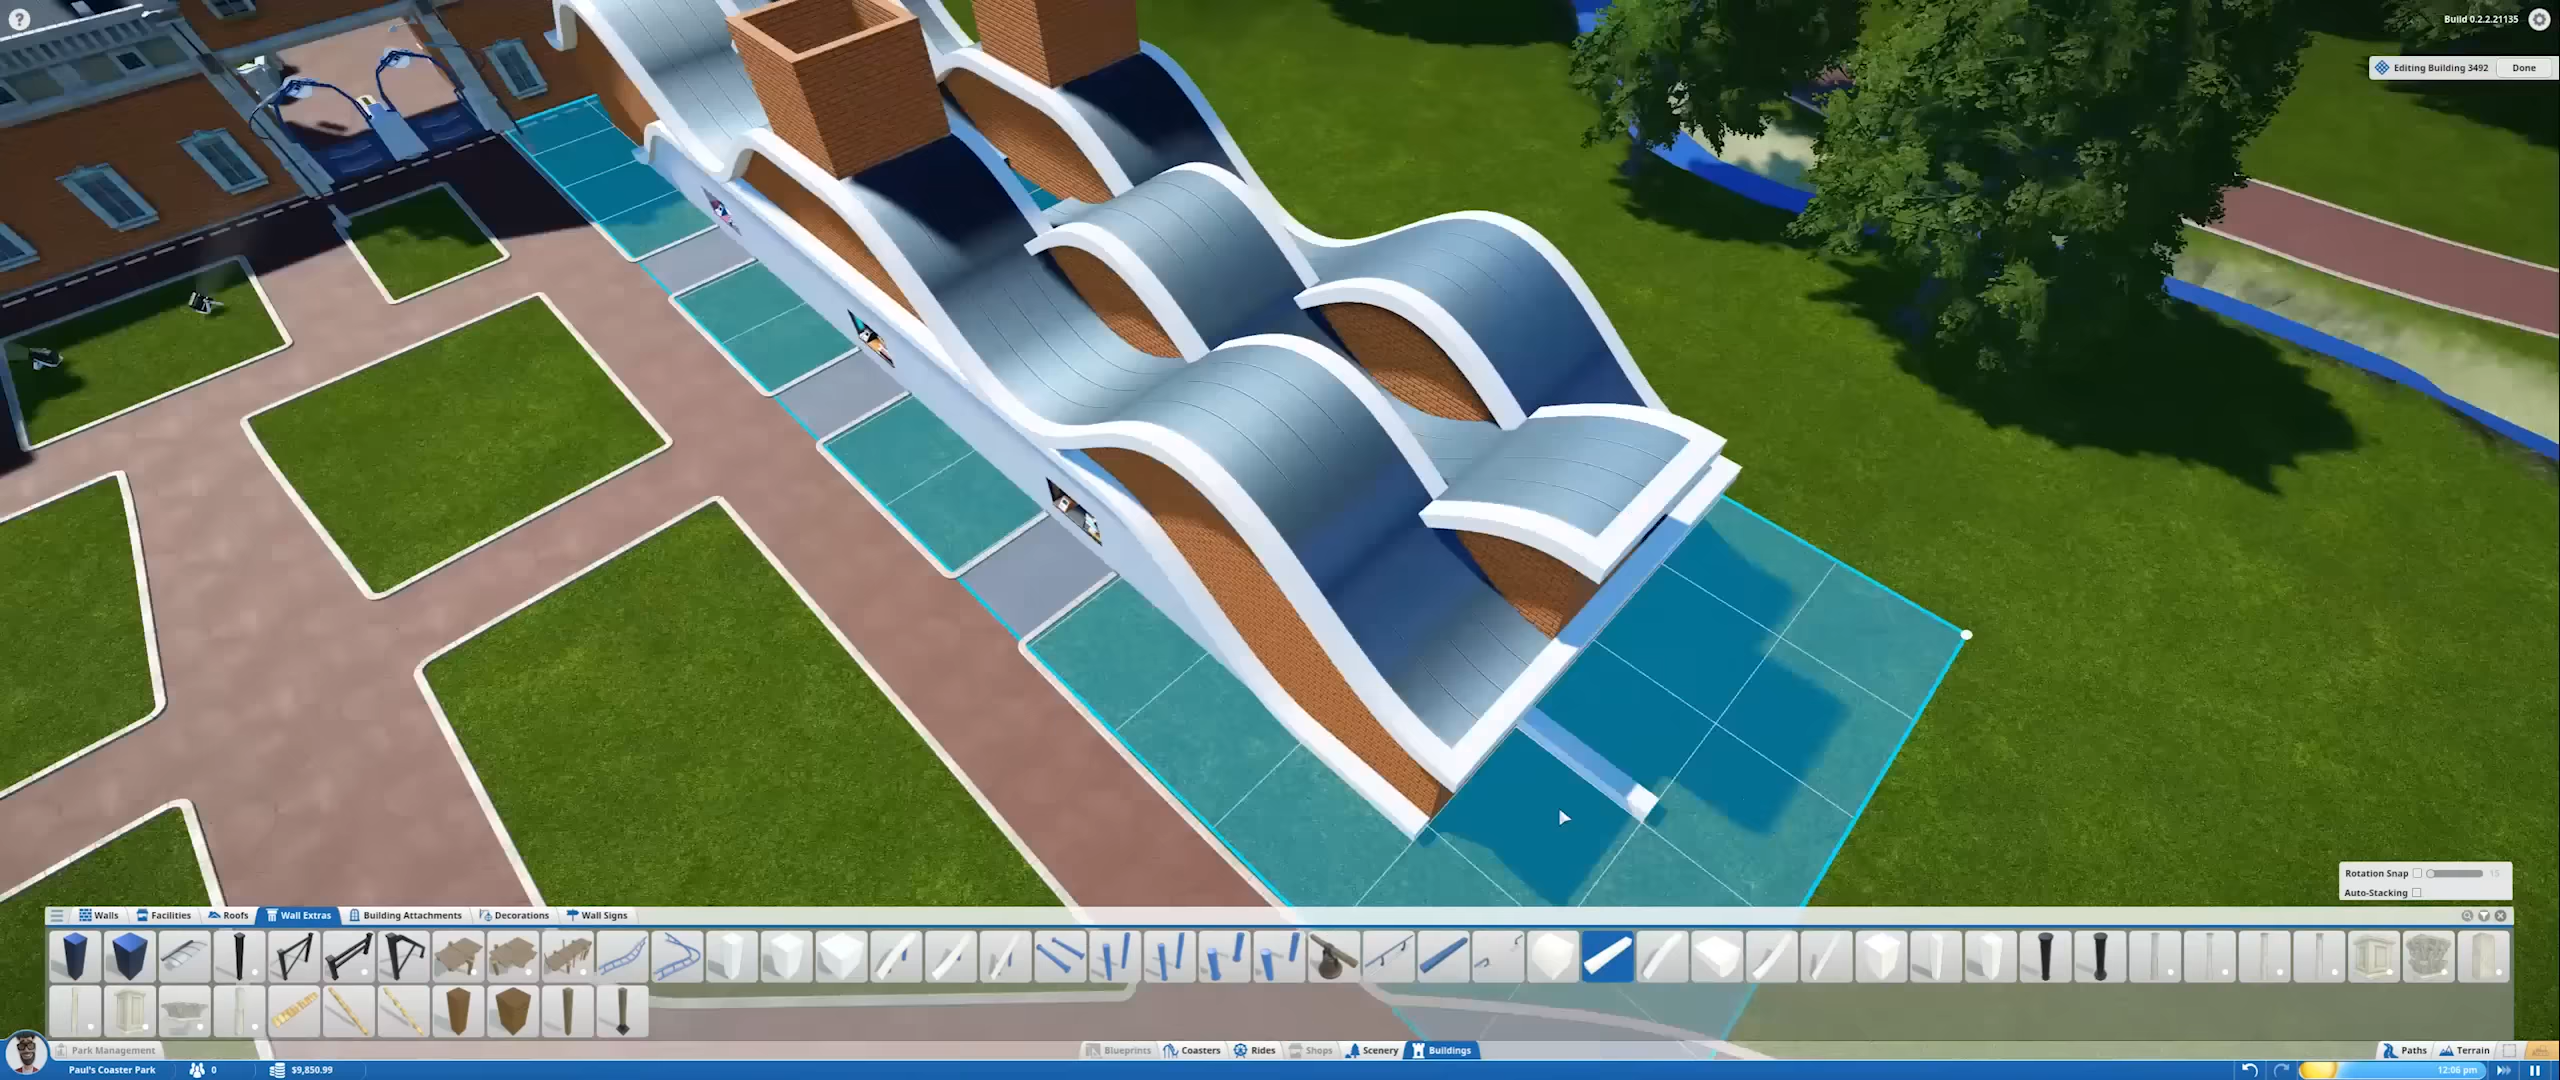 ?
Build 0.2.2.21135
Editing Building 3492 Done
Rotation Snap 15
Auto-Stacking
Walls Facilities Roofs Wall Extras Building Attachments Decorations Wall Signs
Park Management Blueprints Coasters Rides Shops Scenery Buildings Paths Terrain
Paul's Coaster Park 0 $9,850.99 12:06 pm